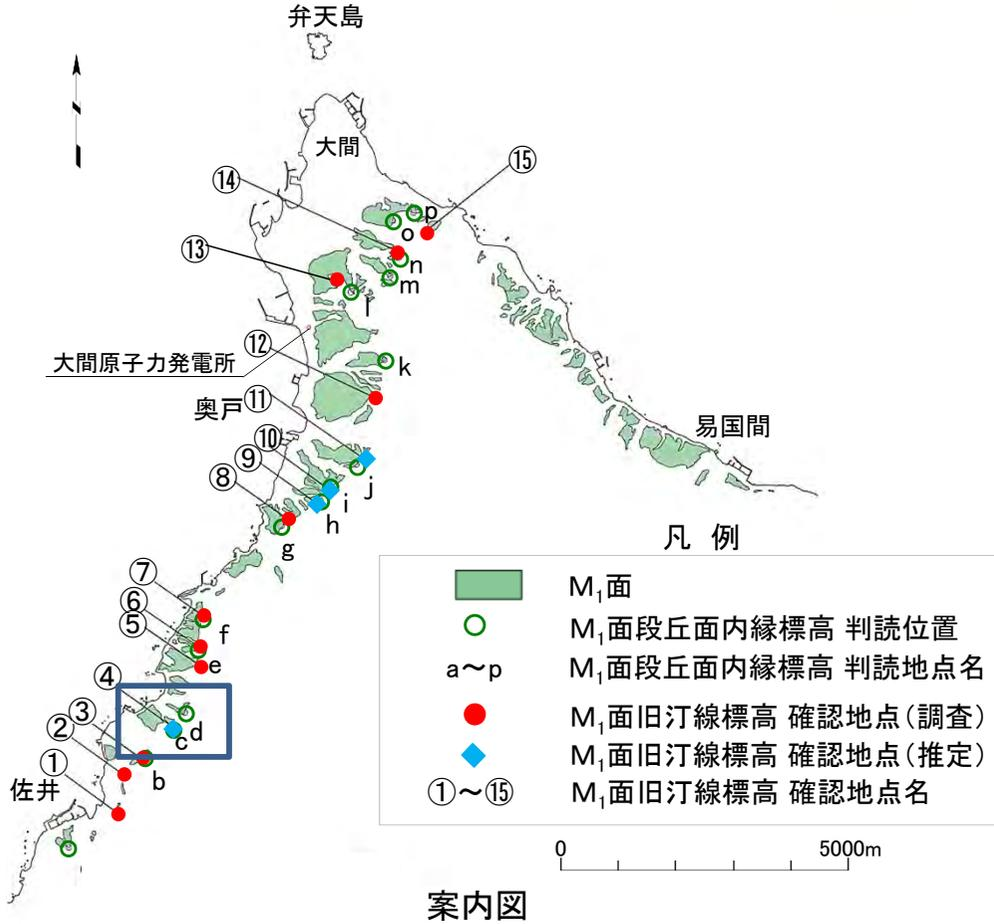 弁天島
大間
⑮
⑭
p
o
⑬
n
m
l
大間原子力発電所
⑫
k
奥戸
⑪
易国間
⑩
⑨
j
⑧
i
h
g
凡 例
M₁面
⑦
M₁面段丘面内縁標高 判読位置
⑥
f
⑤
e
a～p M₁面段丘面内縁標高 判読地点名
④
M₁面旧汀線標高 確認地点（調査）
③
d
②
c
M₁面旧汀線標高 確認地点（推定）
①
b
佐井
①～⑮ M₁面旧汀線標高 確認地点名
0 5000m
案内図